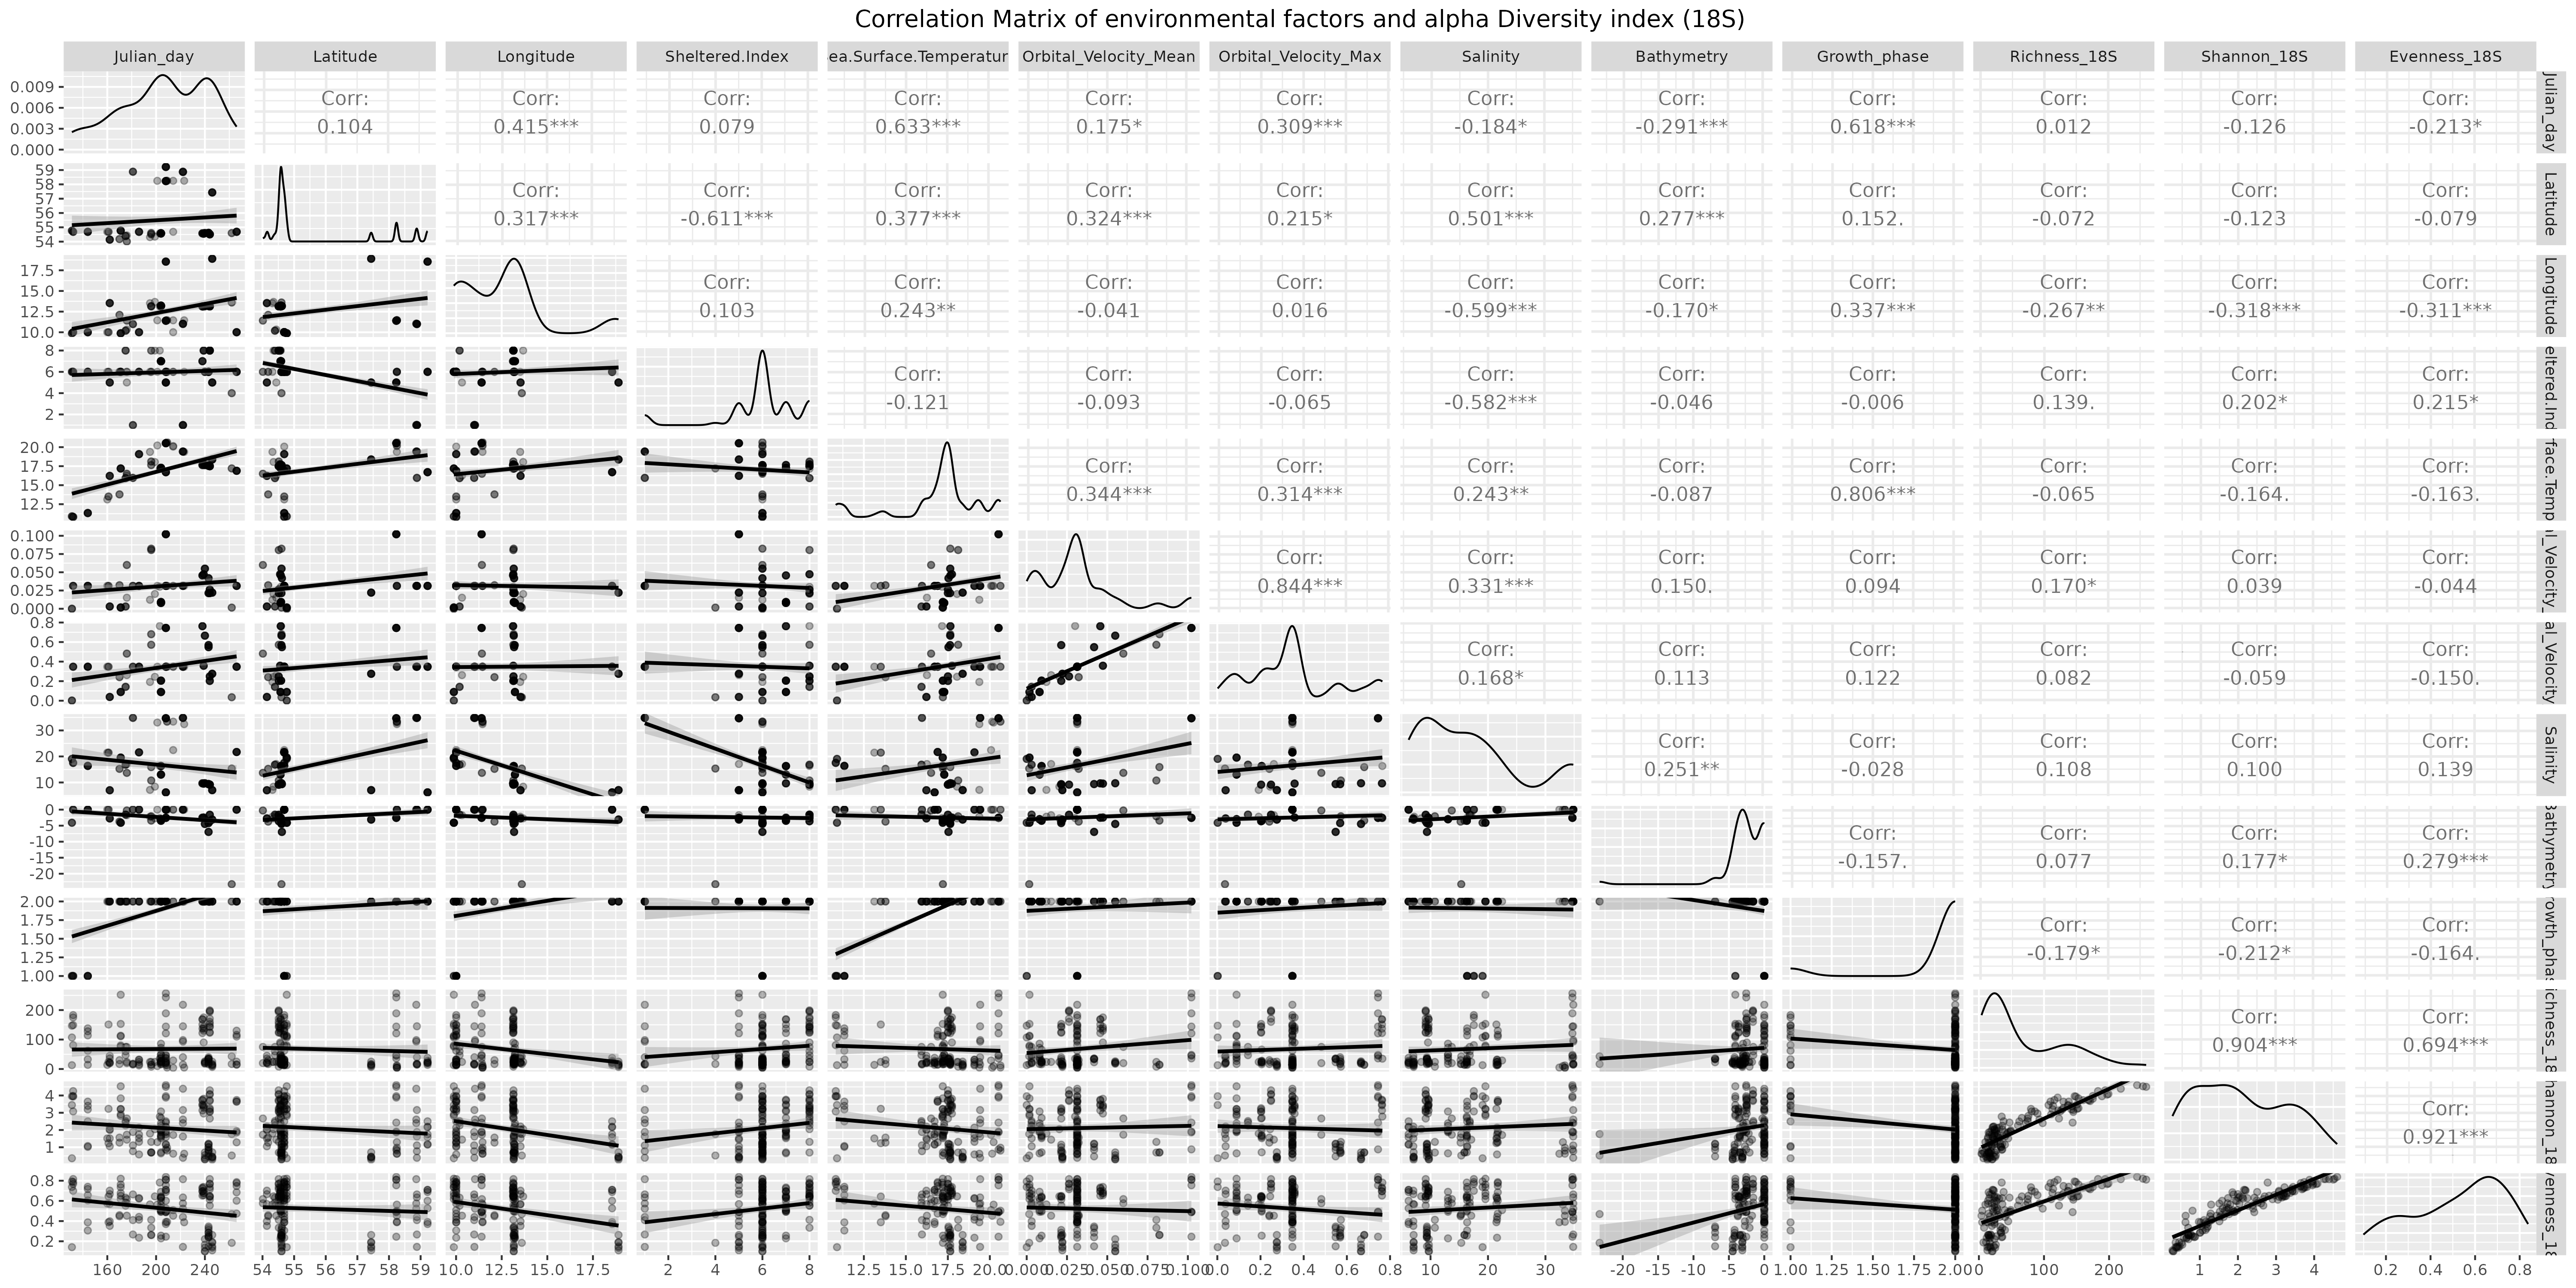 Correlation Matrix of environmental factors and alpha Diversity index (18S)
Julian_day Latitude Longitude Sheltered.Index ea.Surface.Temperatur Orbital_Velocity_Mean Orbital_Velocity_Max Salinity Bathymetry Growth_phase Richness_18S Shannon_18S Evenness_18S
0.009
0.006
0.003
0.000
Corr: Corr: Corr: Corr: Corr: Corr: Corr: Corr: Corr: Corr: Corr: Corr:
0.104 0.415*** 0.079 0.633*** 0.175* 0.309*** -0.184* -0.291*** 0.618*** 0.012 -0.126 -0.213*
Julian_day
59
58
57
56
55
54
Corr: Corr: Corr: Corr: Corr: Corr: Corr: Corr: Corr: Corr: Corr:
0.317*** -0.611*** 0.377*** 0.324*** 0.215* 0.501*** 0.277*** 0.152. -0.072 -0.123 -0.079
Latitude
17.5
15.0
12.5
10.0
Corr: Corr: Corr: Corr: Corr: Corr: Corr: Corr: Corr: Corr:
0.103 0.243** -0.041 0.016 -0.599*** -0.170* 0.337*** -0.267** -0.318*** -0.311***
Longitude
8
6
4
2
Corr: Corr: Corr: Corr: Corr: Corr: Corr: Corr: Corr:
-0.121 -0.093 -0.065 -0.582*** -0.046 -0.006 0.139. 0.202* 0.215*
eltered.Ind
20.0
17.5
15.0
12.5
Corr: Corr: Corr: Corr: Corr: Corr: Corr: Corr:
0.344*** 0.314*** 0.243** -0.087 0.806*** -0.065 -0.164. -0.163.
face.Temp
0.100
0.075
0.050
0.025
0.000
Corr: Corr: Corr: Corr: Corr: Corr: Corr:
0.844*** 0.331*** 0.150. 0.094 0.170* 0.039 -0.044
l_Velocity_
0.8
0.6
0.4
0.2
0.0
Corr: Corr: Corr: Corr: Corr: Corr:
0.168* 0.113 0.122 0.082 -0.059 -0.150.
al_Velocity
30
20
10
Corr: Corr: Corr: Corr: Corr:
0.251** -0.028 0.108 0.100 0.139
Salinity
0
-5
-10
-15
-20
Corr: Corr: Corr: Corr:
-0.157. 0.077 0.177* 0.279***
Bathymetry
2.00
1.75
1.50
1.25
1.00
Corr: Corr: Corr:
-0.179* -0.212* -0.164.
rowth_phas
200
100
0
Corr: Corr:
0.904*** 0.694***
ichness_18
4
3
2
1
Corr:
0.921***
hannon_18
0.8
0.6
0.4
0.2
enness_18
160 200 240 54 55 56 57 58 59 10.0 12.5 15.0 17.5 2 4 6 8 12.5 15.0 17.5 20.0 0.000 0.025 0.050 0.075 0.100 0.0 0.2 0.4 0.6 0.8 10 20 30 -20 -15 -10 -5 0 1.00 1.25 1.50 1.75 2.00 0 100 200 1 2 3 4 0.2 0.4 0.6 0.8